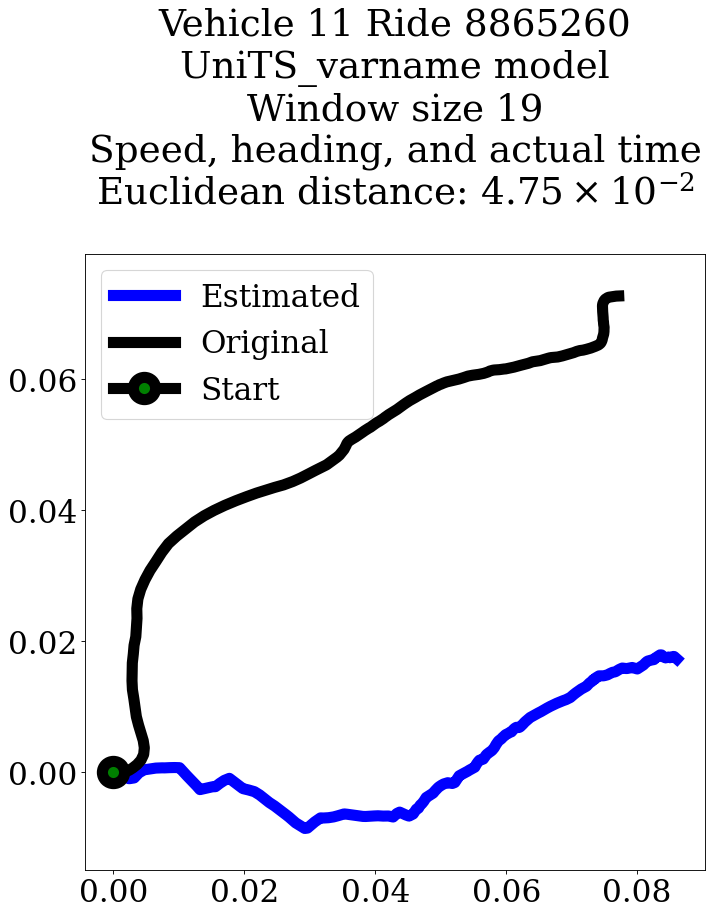 Vehicle 11 Ride 8865260
UniTS_varname model
Window size 19
Speed, heading, and actual time
Euclidean distance: 4.75 × 10⁻²
Estimated
Original
Start
0.06
0.04
0.02
0.00
0.00 0.02 0.04 0.06 0.08